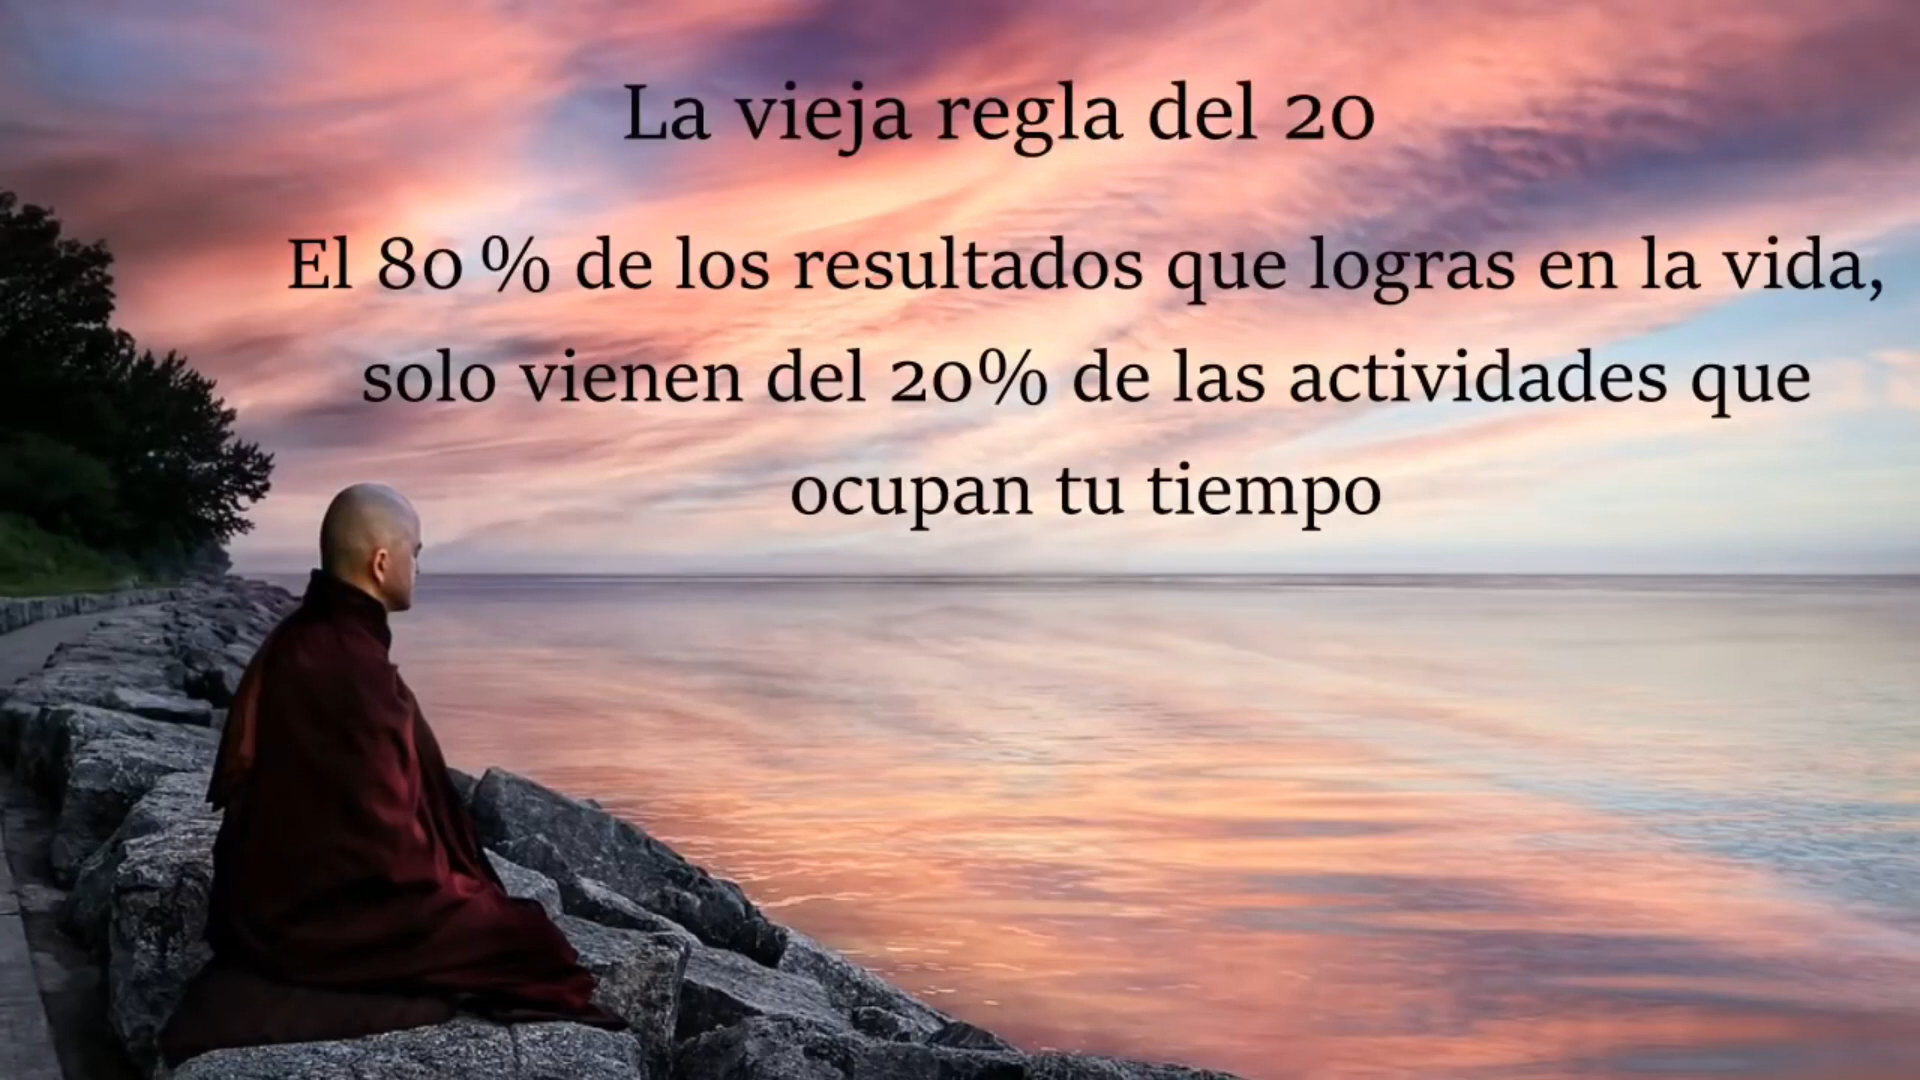 La vieja regla del 20
El 80 % de los resultados que logras en la vida,
solo vienen del 20% de las actividades que
ocupan tu tiempo